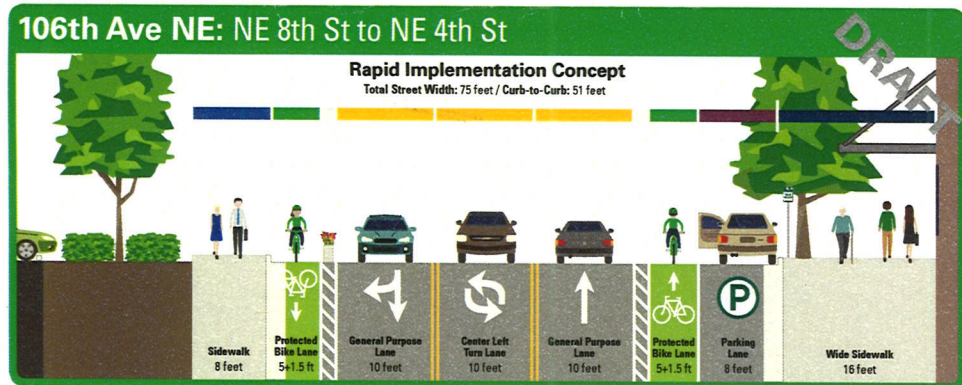 106th Ave NE: NE 8th St to NE 4th St
DRAFT
Rapid Implementation Concept
Total Street Width: 75 feet / Curb-to-Curb: 51 feet
Sidewalk
8 feet
Protected
Bike Lane
5+1.5 ft
General Purpose
Lane
10 feet
Center Left
Turn Lane
10 feet
General Purpose
Lane
10 feet
Protected
Bike Lane
5+1.5 ft
P
Parking
Lane
8 feet
Wide Sidewalk
16 feet